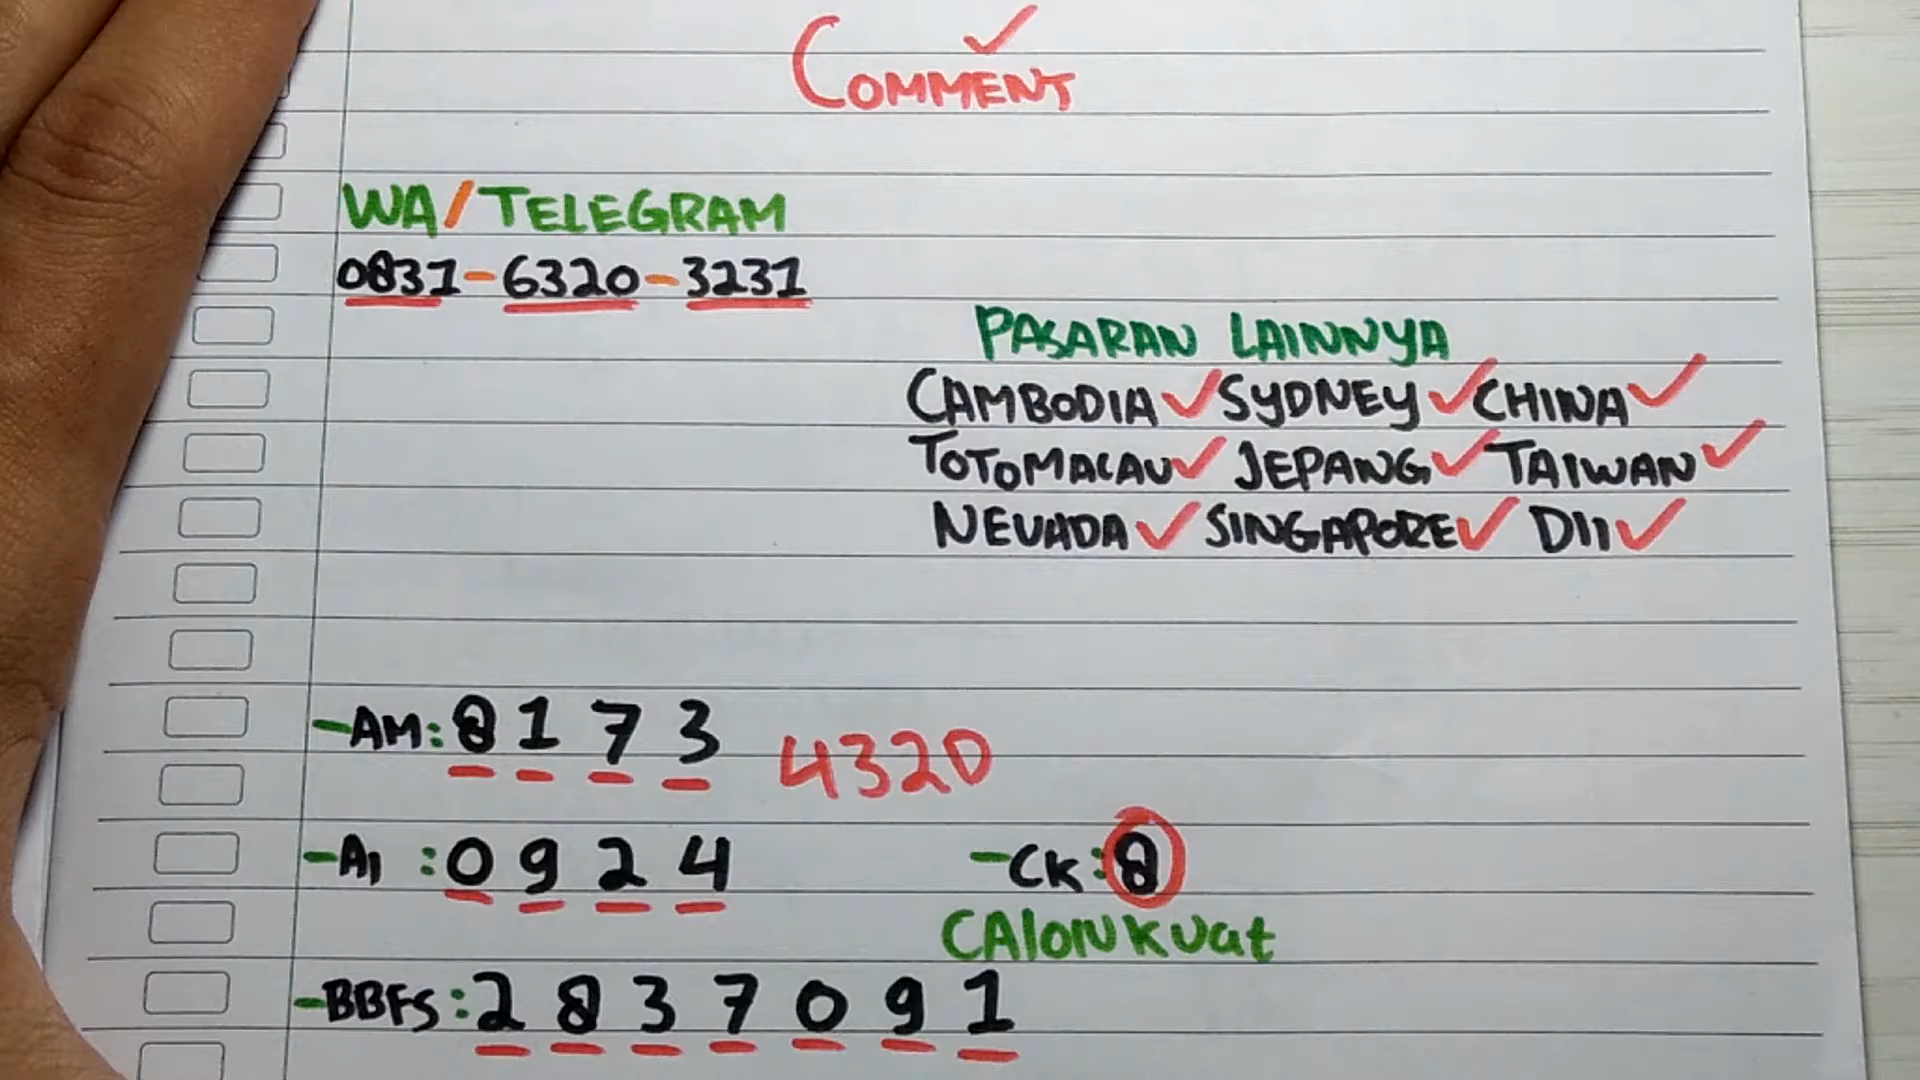 COMMENT
WA/TELEGRAM
0831-6320-3231
PASARAN LAINNYA
CAMBODIA ✓ SYDNEY ✓ CHINA ✓
TOTOMACAU ✓ JEPANG ✓ TAIWAN ✓
NEVADA ✓ SINGAPORE ✓ Dll ✓
-AM: 8 1 7 3 4320
-AI : 0 9 2 4
-CK: 8
CAlONKUat
-BBFS: 2 8 3 7 0 9 1